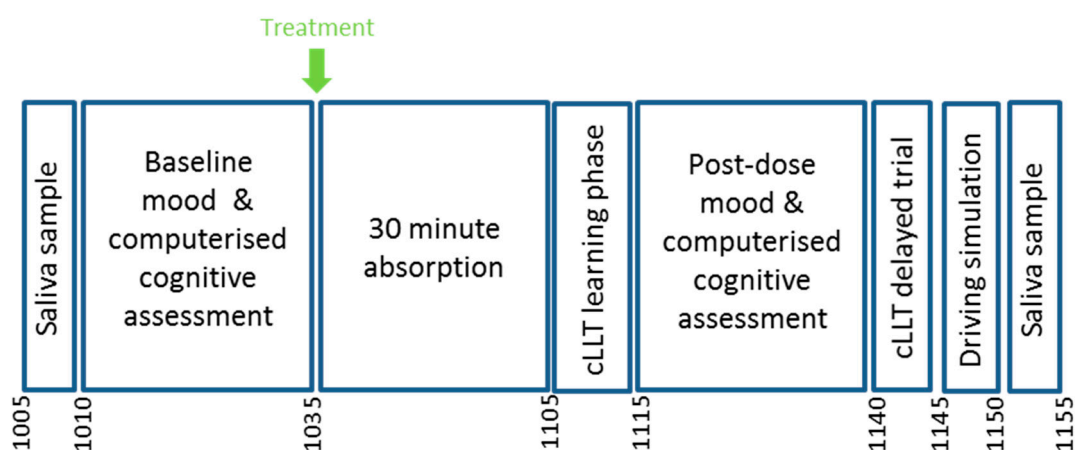 Treatment
Saliva sample
Baseline
mood & 
computerised
cognitive
assessment
30 minute
absorption
cLLT learning phase
Post-dose
mood &
computerised
cognitive
assessment
cLLT delayed trial
Driving simulation
Saliva sample
1005
1010
1035
1105
1115
1140
1145
1150
1155